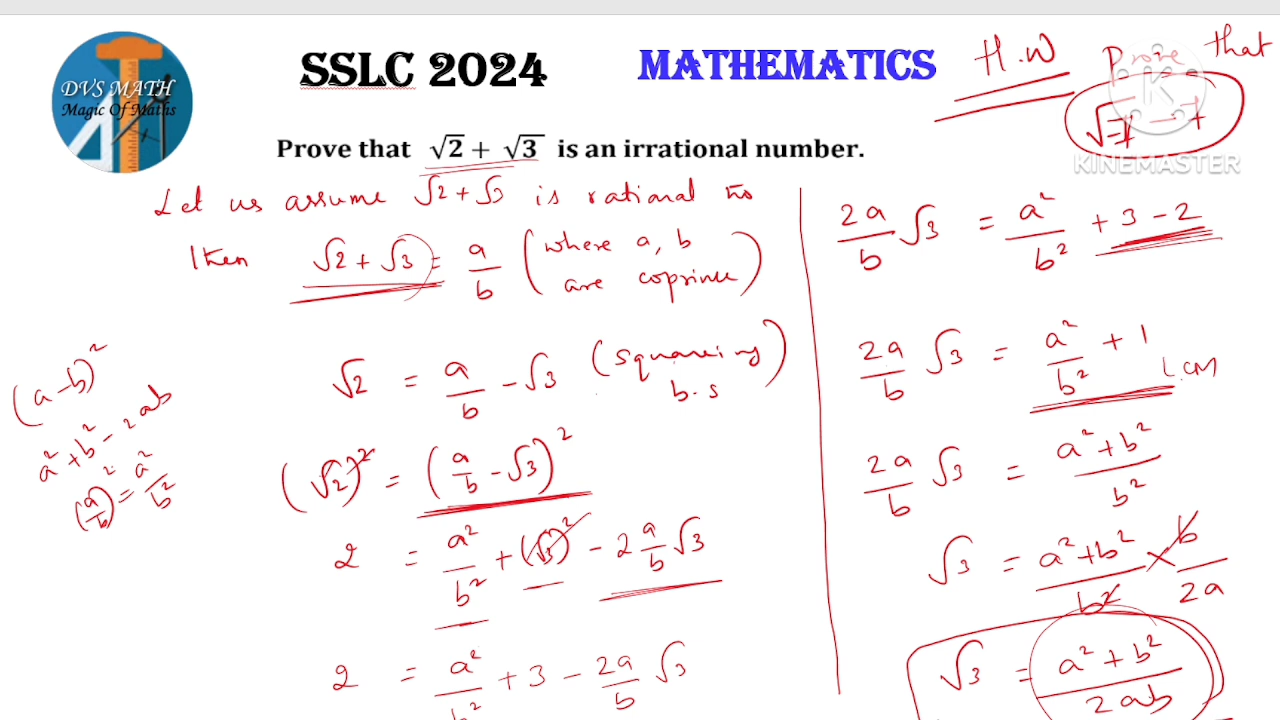 DVS MATH
Magic Of Maths
SSLC 2024
MATHEMATICS
H.W Prove that
KINEMASTER
Prove that √2 + √3 is an irrational number.
Let us assume √2 + √3 is rational no
then √2 + √3 = a/b (where a, b
are coprime)
√2 = a/b - √3 (squaring
b.s)
(√2)² = (a/b - √3)²
2 = a²/b² + (√3)² - 2 a/b √3
2 = a²/b² + 3 - 2a/b √3
(a-b)²
a² + b² - 2ab
(a/b)² = a²/b²
2a/b √3 = a²/b² + 3 - 2
2a/b √3 = a²/b² + 1
LCM
2a/b √3 = a² + b²/b²
√3 = a² + b²/b² × b/2a
√3 = a² + b²/2ab